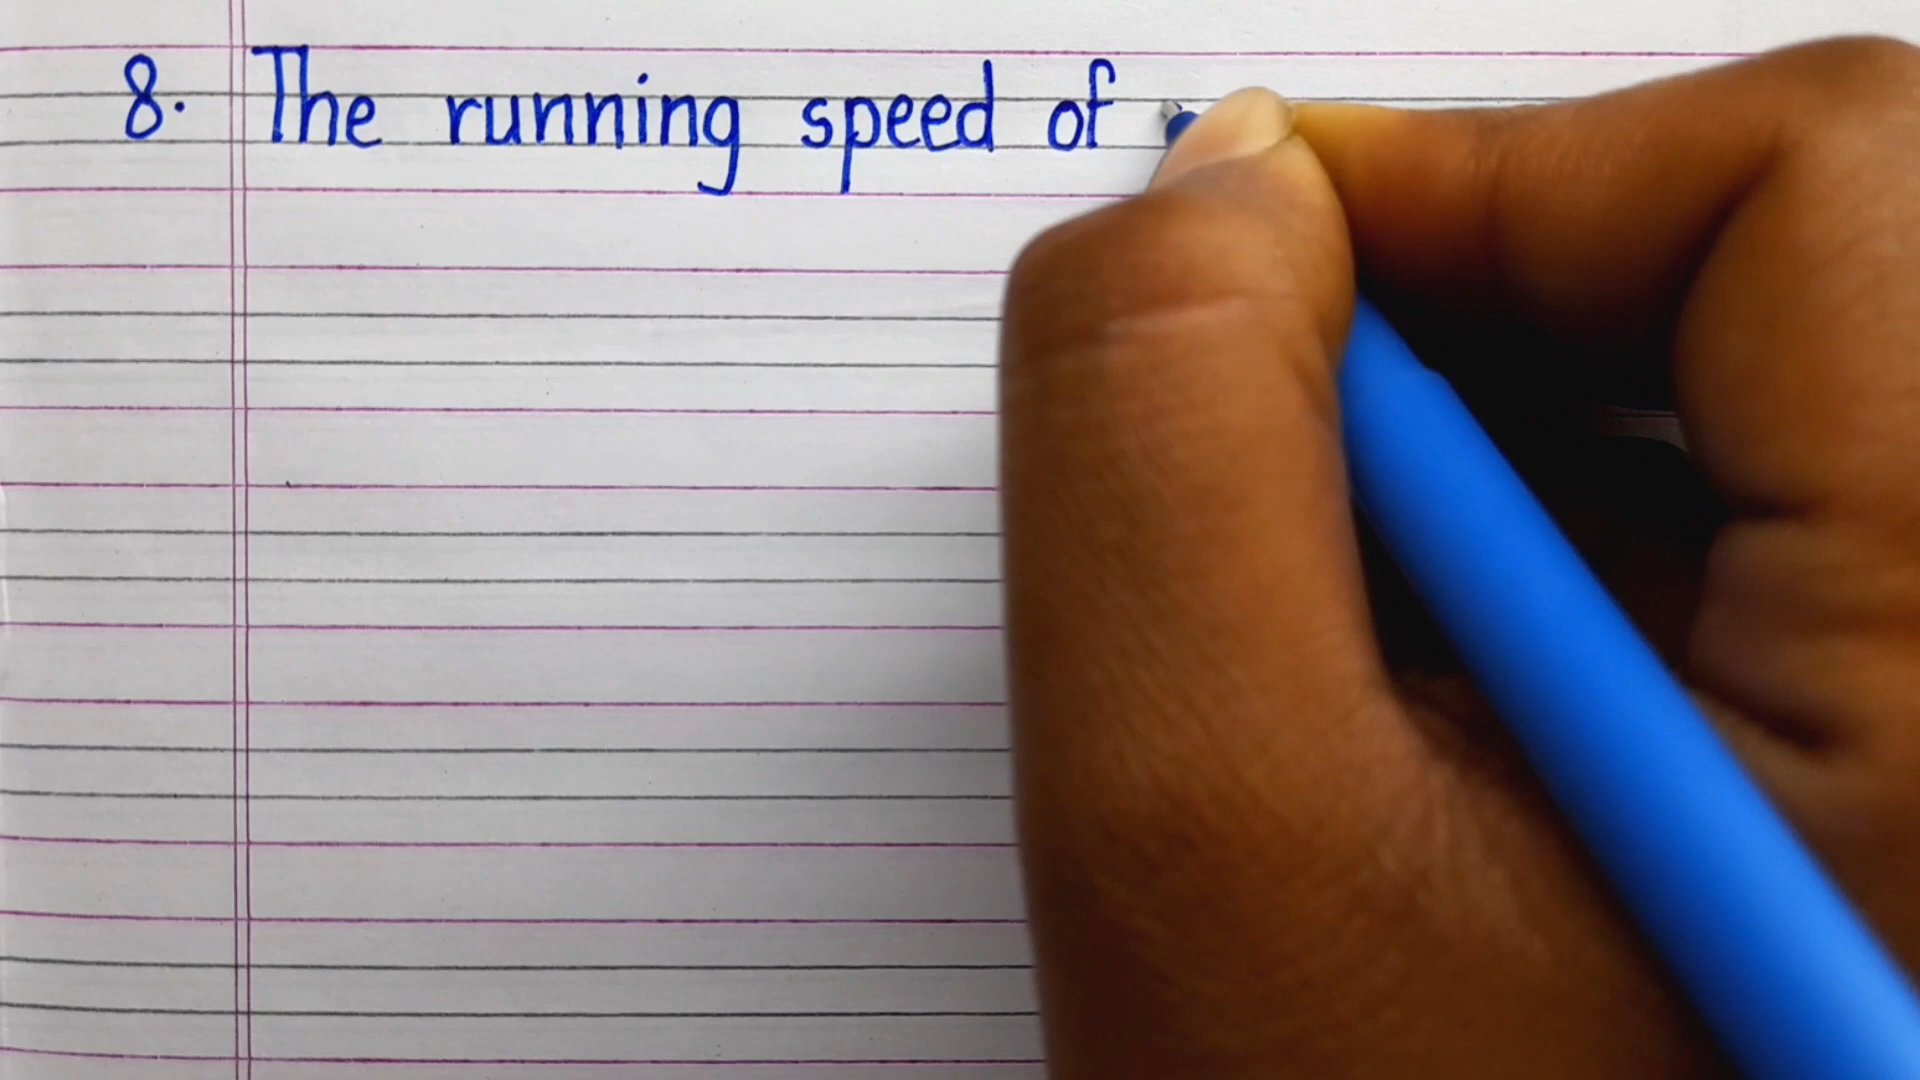 8. The running speed of